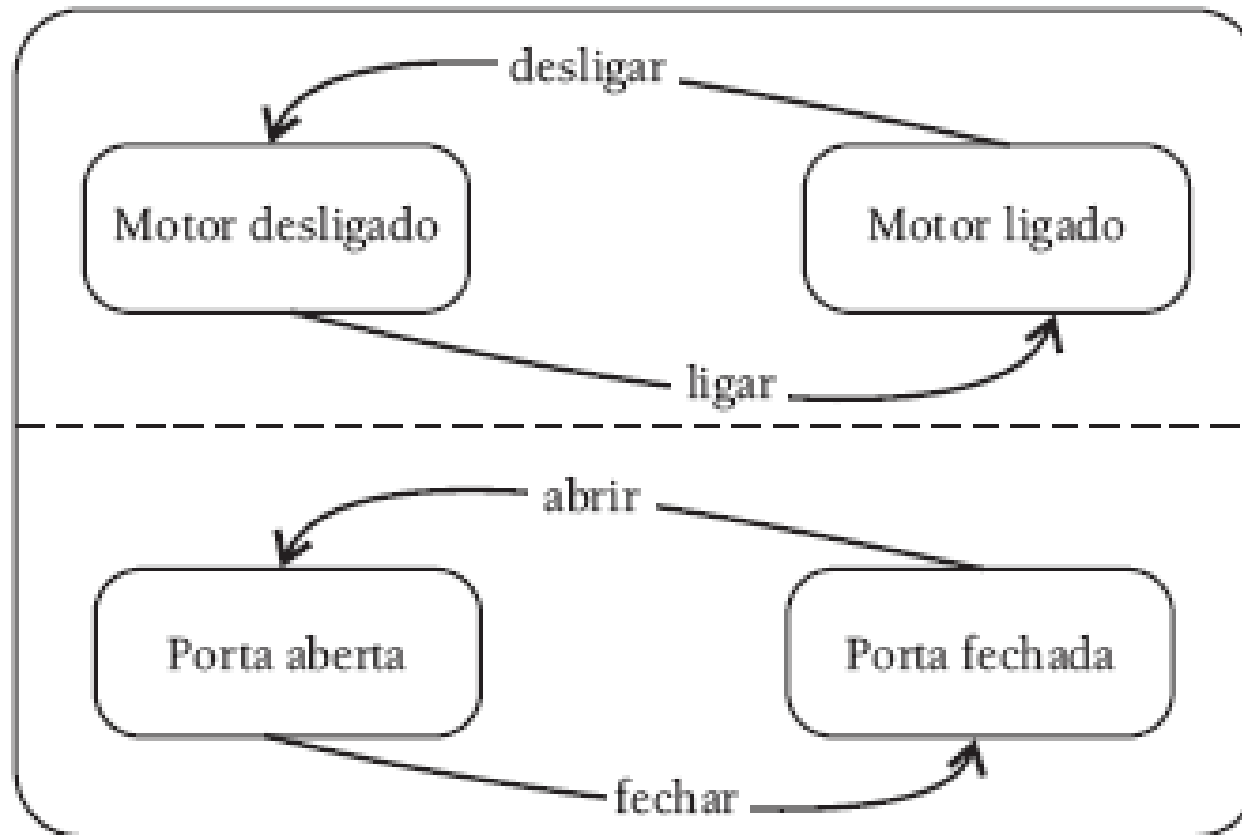 desligar
Motor desligado
Motor ligado
ligar
abrir
Porta aberta
Porta fechada
fechar